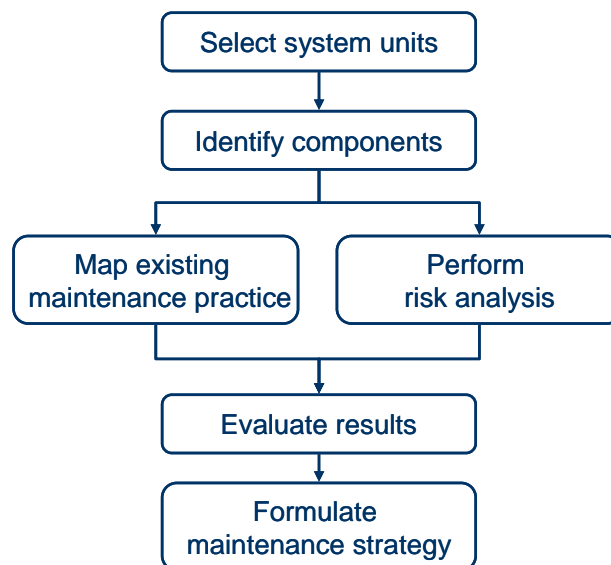 Select system units
Identify components
Map existing
maintenance practice
Perform
risk analysis
Evaluate results
Formulate
maintenance strategy